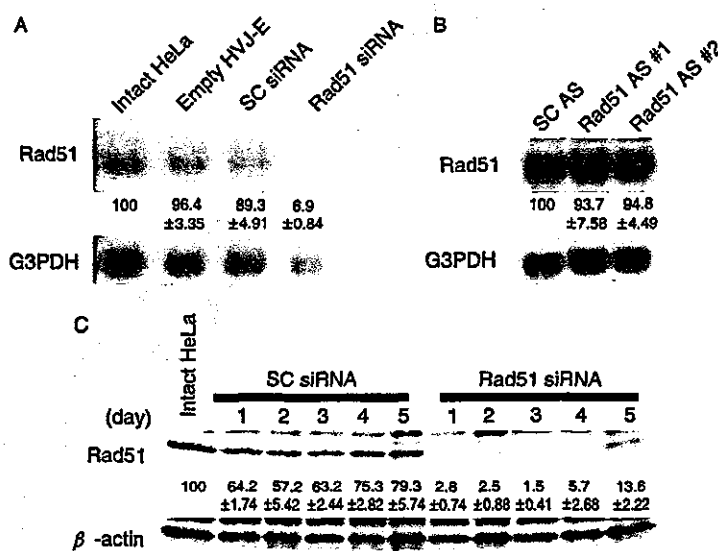 A
Intact HeLa
Empty HVJ-E
SC siRNA
Rad51 siRNA
Rad51
100 96.4 89.3 6.9
±3.35 ±4.91 ±0.84
G3PDH
B
SC AS
Rad51 AS #1
Rad51 AS #2
Rad51
100 93.7 94.8
±7.58 ±4.49
G3PDH
C
Intact HeLa
SC siRNA Rad51 siRNA
(day) 1 2 3 4 5 1 2 3 4 5
Rad51
100 64.2 57.2 63.2 75.3 79.3 2.8 2.5 1.5 5.7 13.6
±1.74 ±5.42 ±2.44 ±2.82 ±5.74 ±0.74 ±0.88 ±0.41 ±2.68 ±2.22
β -actin